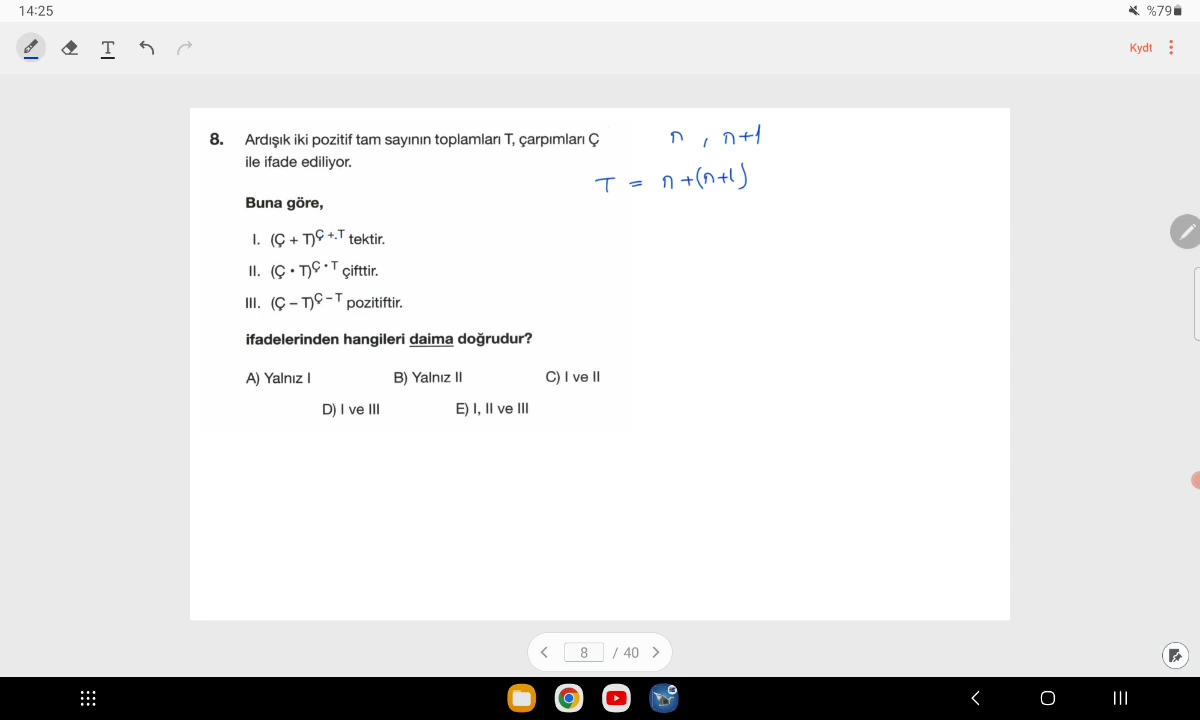 14:25
%79
T
Kydt
8. Ardışık iki pozitif tam sayının toplamları T, çarpımları Ç
ile ifade ediliyor.
n , n+1
T = n+(n+1)
Buna göre,
I. (Ç + T)^Ç + T tektir.
II. (Ç • T)^Ç • T çifttir.
III. (Ç – T)^Ç – T pozitiftir.
ifadelerinden hangileri daima doğrudur?
A) Yalnız I B) Yalnız II C) I ve II
D) I ve III E) I, II ve III
8 / 40